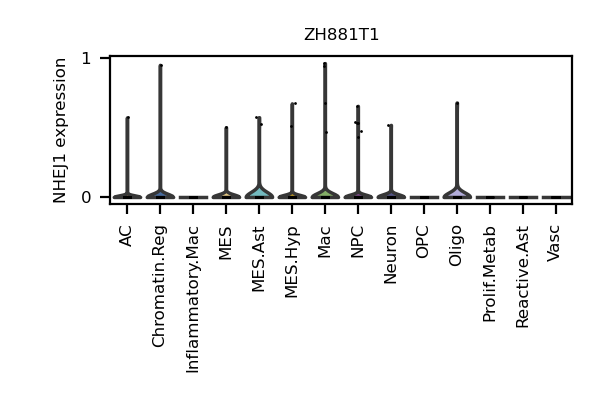 ZH881T1
NHEJ1 expression
1
0
AC
Chromatin.Reg
Inflammatory.Mac
MES
MES.Ast
MES.Hyp
Mac
NPC
Neuron
OPC
Oligo
Prolif.Metab
Reactive.Ast
Vasc